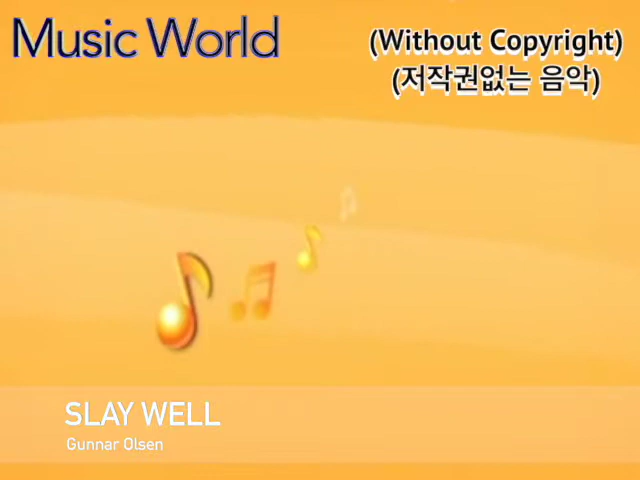 Music World
(Without Copyright)
(저작권없는 음악)
SLAY WELL
Gunnar Olsen